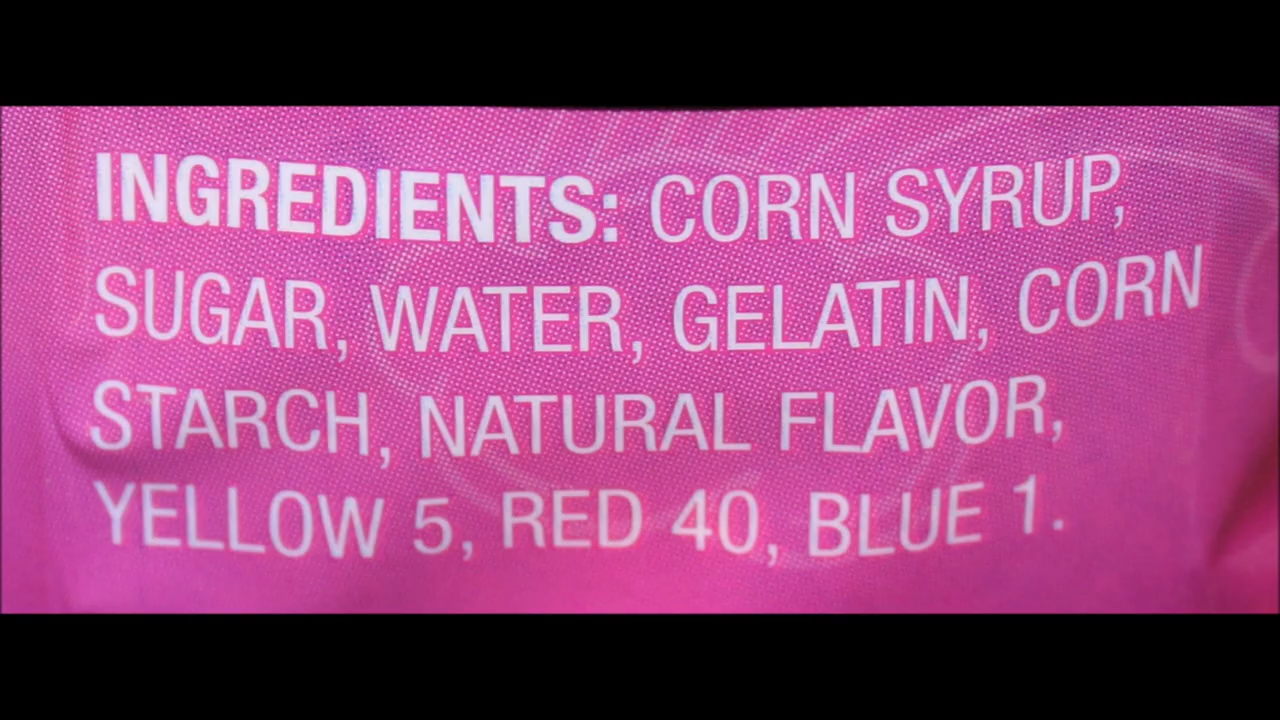 INGREDIENTS: CORN SYRUP,
SUGAR, WATER, GELATIN, CORN
STARCH, NATURAL FLAVOR,
YELLOW 5, RED 40, BLUE 1.